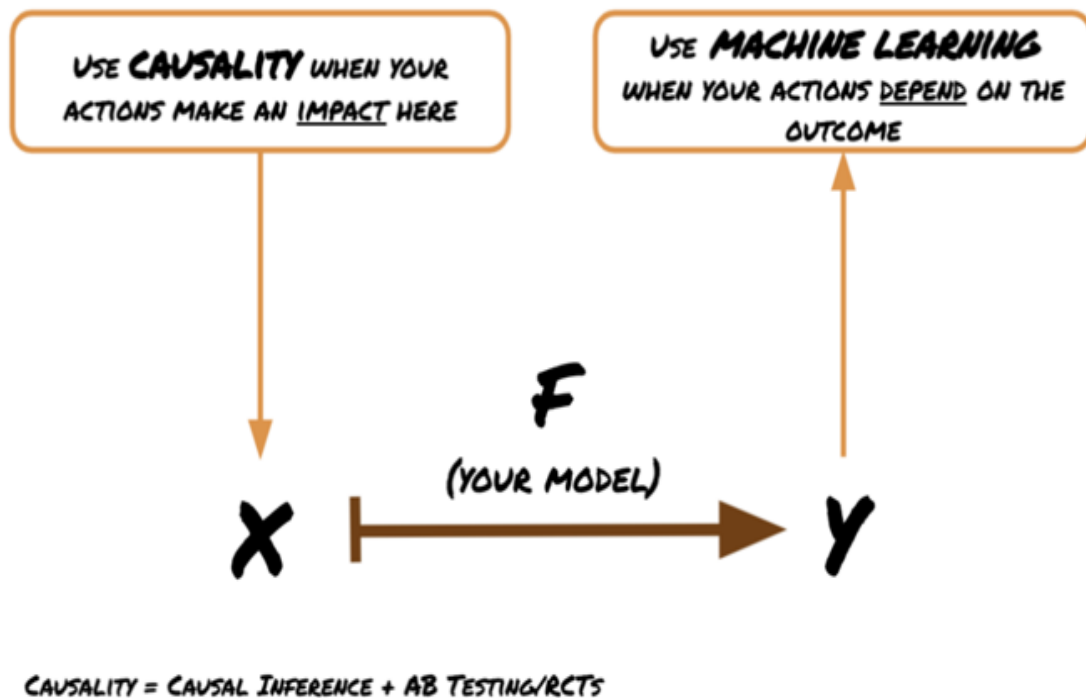 USE CAUSALITY WHEN YOUR
ACTIONS MAKE AN IMPACT HERE
USE MACHINE LEARNING
WHEN YOUR ACTIONS DEPEND ON THE
OUTCOME
F
(YOUR MODEL)
X
Y
CAUSALITY = CAUSAL INFERENCE + AB TESTING/RCTS